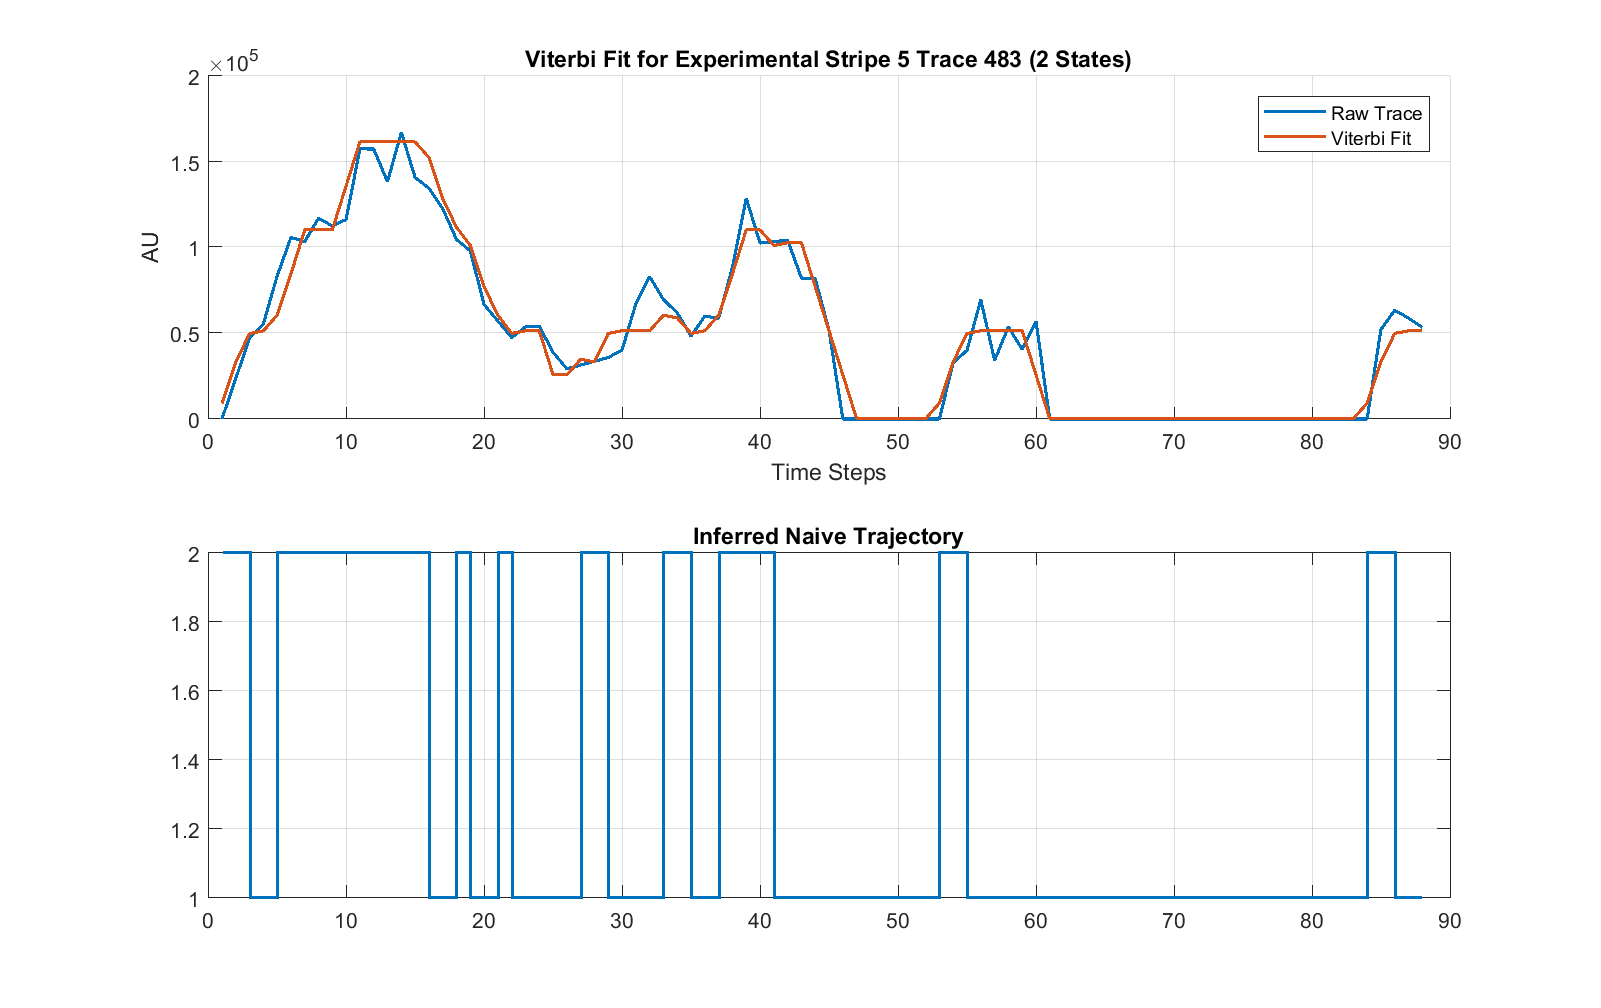 Viterbi Fit for Experimental Stripe 5 Trace 483 (2 States)
×10^5
2
1.5
1
0.5
0
AU
Raw Trace
Viterbi Fit
0 10 20 30 40 50 60 70 80 90
Time Steps
Inferred Naive Trajectory
2
1.8
1.6
1.4
1.2
1
0 10 20 30 40 50 60 70 80 90